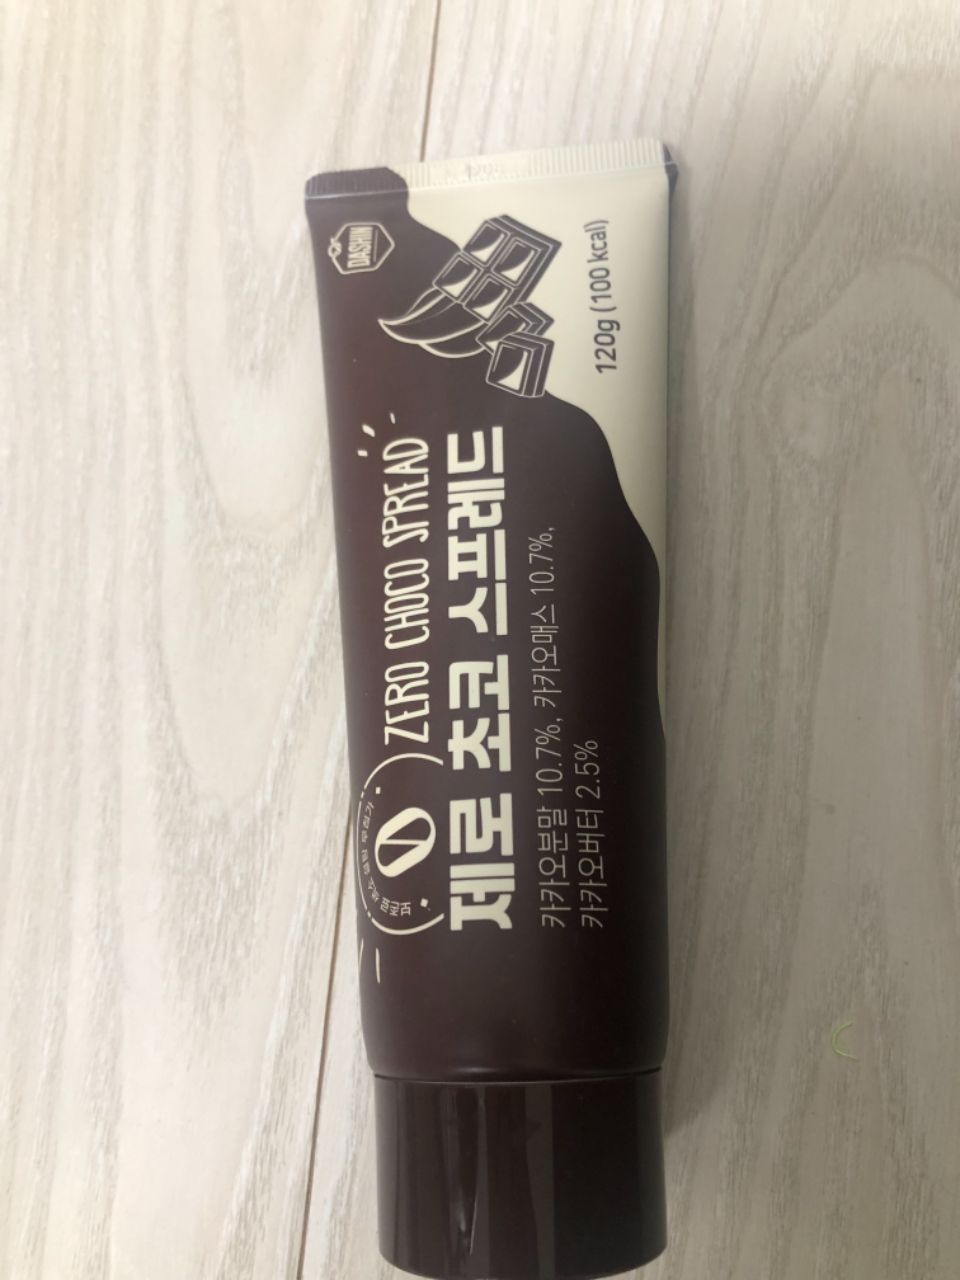 ZERO CHOCO SPREAD
0
제로 초코 스프레드
카카오분말 10.7%, 카카오매스 10.7%,
카카오버터 2.5%
DASHIN
120g (100 kcal)